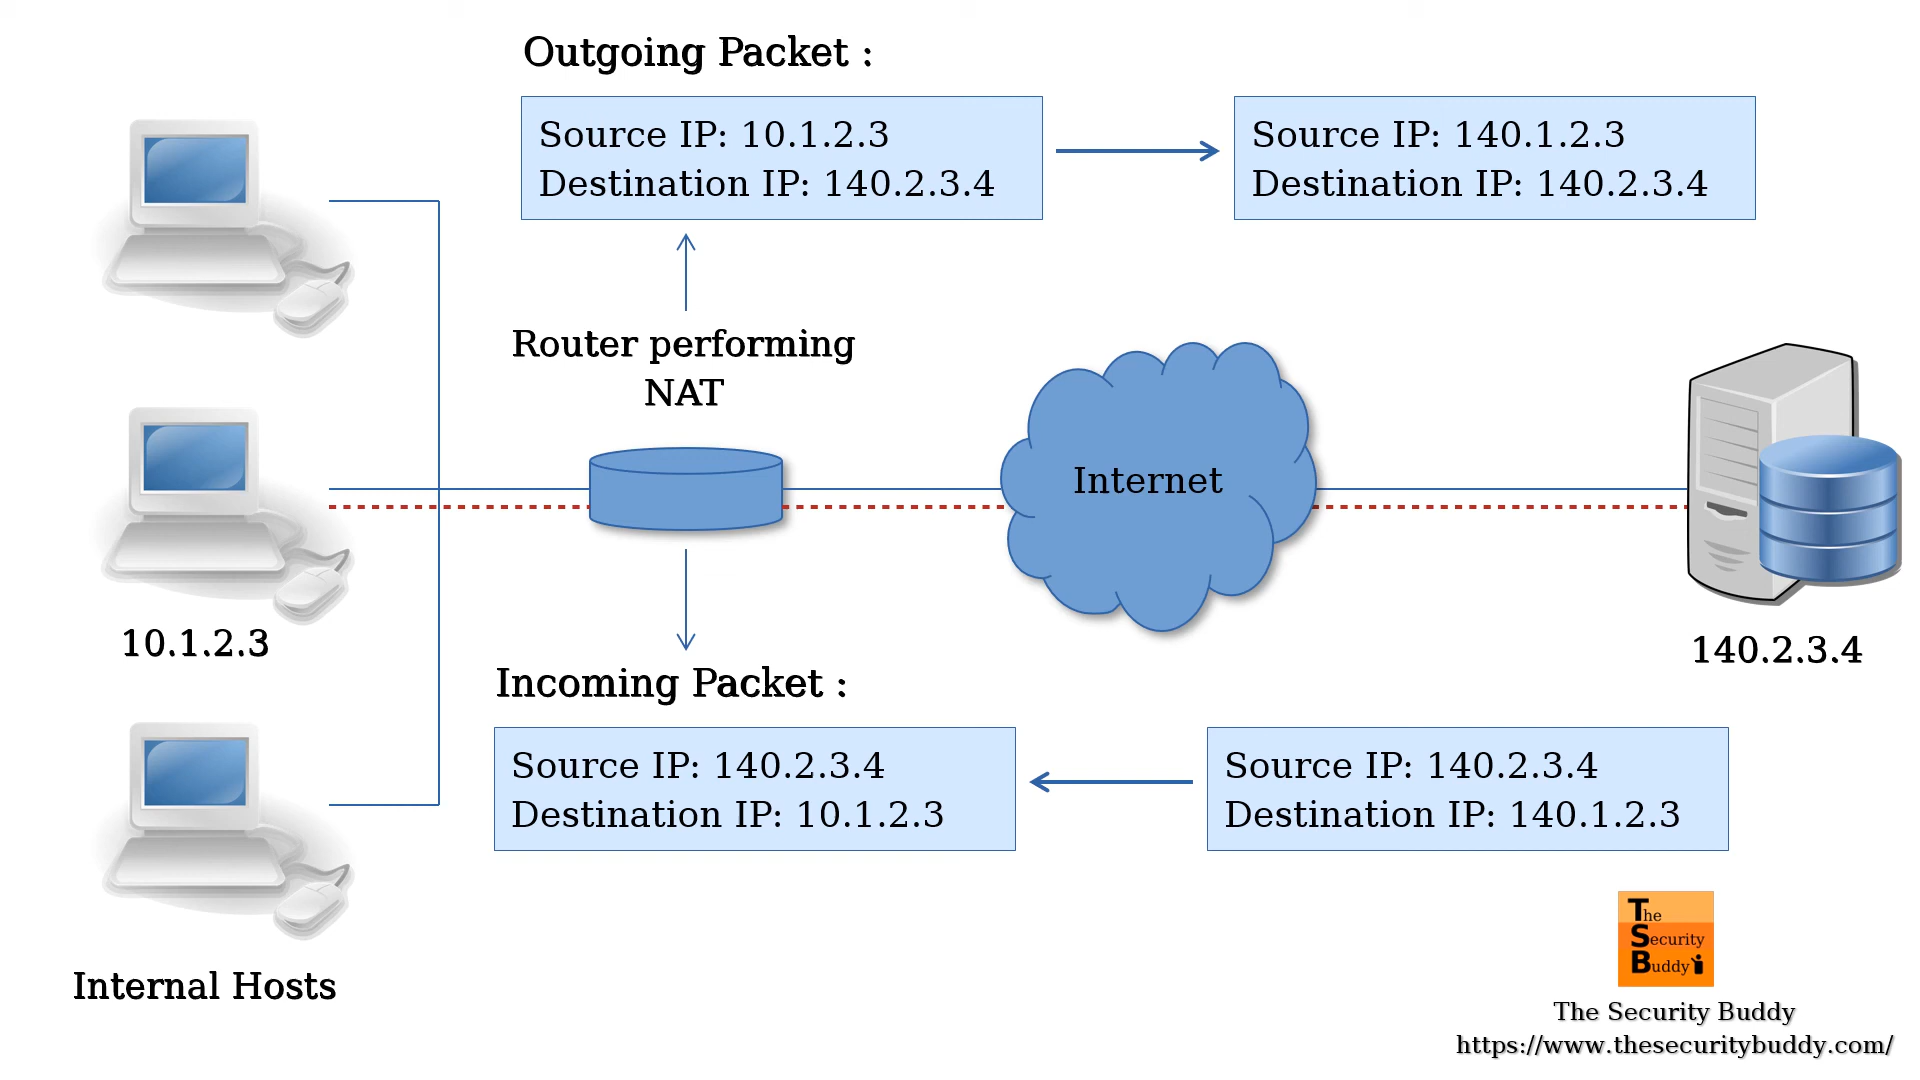 Outgoing Packet :
Source IP: 10.1.2.3
Destination IP: 140.2.3.4
Source IP: 140.1.2.3
Destination IP: 140.2.3.4
Router performing
NAT
Internet
10.1.2.3
140.2.3.4
Incoming Packet :
Source IP: 140.2.3.4
Destination IP: 10.1.2.3
Source IP: 140.2.3.4
Destination IP: 140.1.2.3
Internal Hosts
The
Security
Buddy
The Security Buddy
https://www.thesecuritybuddy.com/